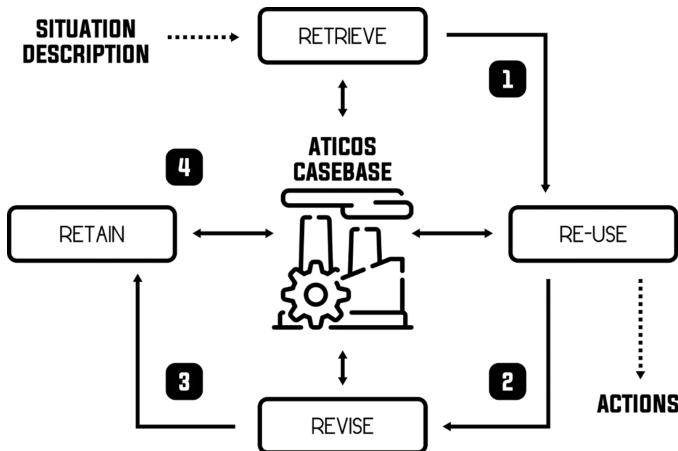 SITUATION
DESCRIPTION
RETRIEVE
1
ATICOS
CASEBASE
4
RETAIN
RE-USE
3
2
REVISE
ACTIONS